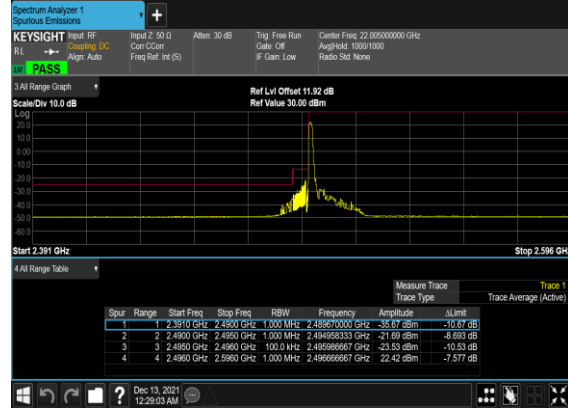 Spectrum Analyzer 1
Spurious Emissions
KEYSIGHT Input: RF Input Z: 50 Ω Atten: 30 dB Trig: Free Run Center Freq: 22.005000000 GHz
RL Coupling: DC Corr CCorr Gate: Off Avg|Hold: 1000/1000
Align: Auto Freq Ref: Int (S) IF Gain: Low Radio Std: None
PASS
3 All Range Graph
Ref Lvl Offset 11.92 dB
Scale/Div 10.0 dB Ref Value 30.00 dBm
Log
20.0
10.0
0.00
-10.0
-20.0
-30.0
-40.0
-50.0
-60.0
Start 2.391 GHz Stop 2.596 GH
4 All Range Table
Measure Trace Trace 1
Trace Type Trace Average (Active)
Spur Range Start Freq Stop Freq RBW Frequency Amplitude ΔLimit
1 1 2.3910 GHz 2.4900 GHz 1.000 MHz 2.489670000 GHz -35.67 dBm -10.67 dB
2 2 2.4900 GHz 2.4950 GHz 1.000 MHz 2.494958333 GHz -21.69 dBm -8.693 dB
3 3 2.4950 GHz 2.4960 GHz 100.0 kHz 2.495986667 GHz -23.53 dBm -10.53 dB
4 4 2.4960 GHz 2.5960 GHz 1.000 MHz 2.496666667 GHz 22.42 dBm -7.577 dB
Dec 13, 2021
12:29:03 AM